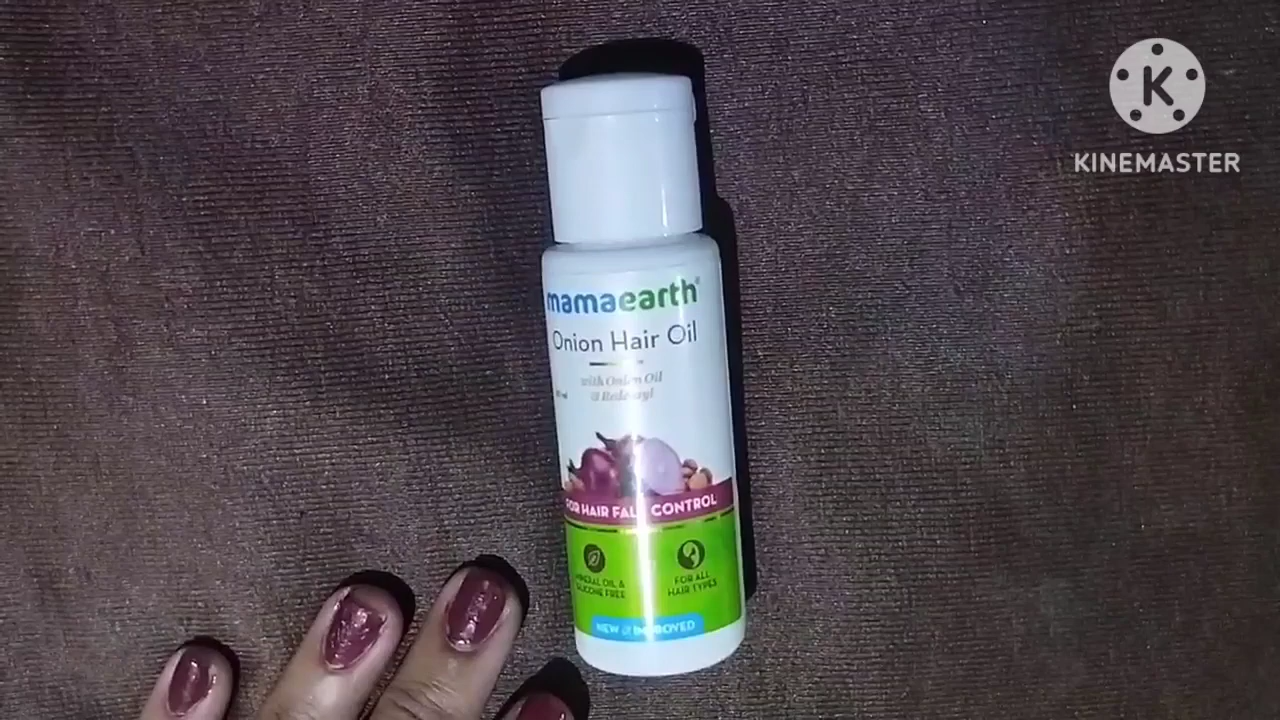 K
KINEMASTER
mamaearth
Onion Hair Oil
with Onion Oil
& Redensyl
FOR HAIR FALL CONTROL
MINERAL OIL &
SILICONE FREE
FOR ALL
HAIR TYPES
NEW & IMPROVED